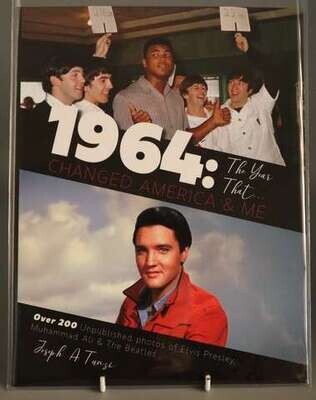 1964:
The Year
That...
CHANGED AMERICA & ME
Over 200 Unpublished photos of Elvis Presley,
Muhammad Ali & The Beatles
Joseph A Tunzi